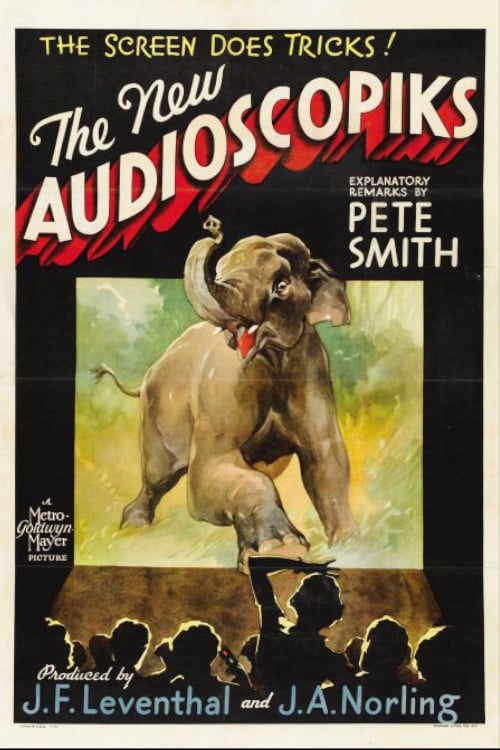 THE SCREEN DOES TRICKS!
The New
AUDIOSCOPIKS
EXPLANATORY
REMARKS BY
PETE
SMITH
A
Metro-
Goldwyn-
Mayer
PICTURE
Produced by
J.F. Leventhal and J.A. Norling